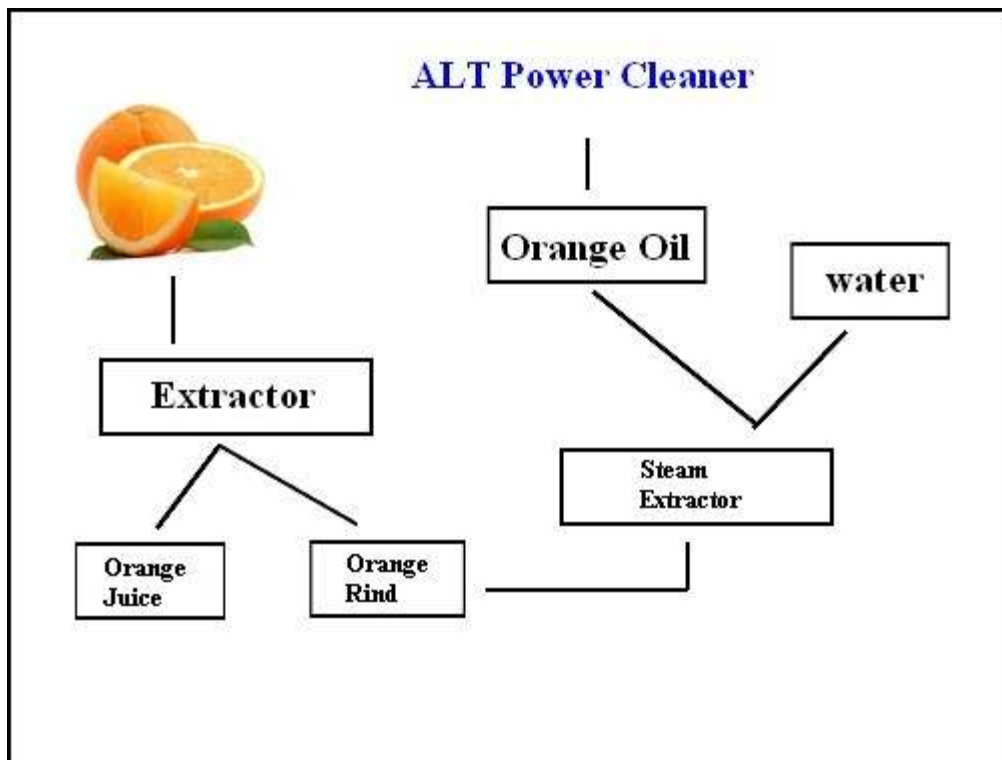 ALT Power Cleaner
Orange Oil
water
Extractor
Steam
Extractor
Orange
Juice
Orange
Rind